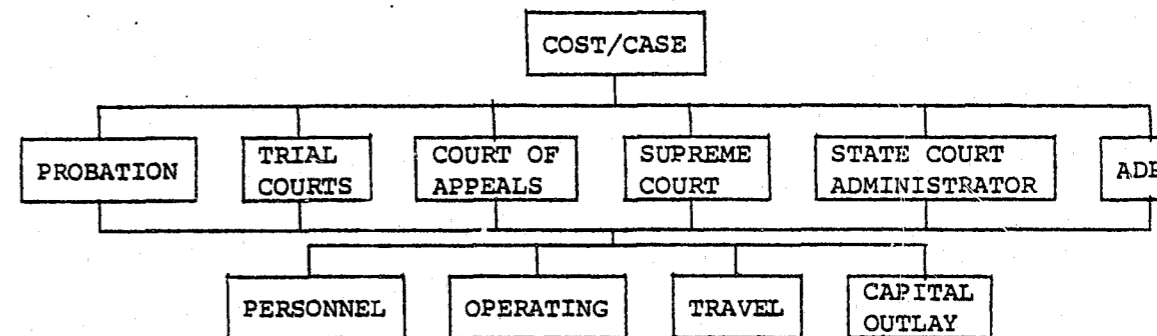 COST/CASE
PROBATION
TRIAL
COURTS
COURT OF
APPEALS
SUPREME
COURT
STATE COURT
ADMINISTRATOR
PERSONNEL
OPERATING
TRAVEL
CAPITAL
OUTLAY